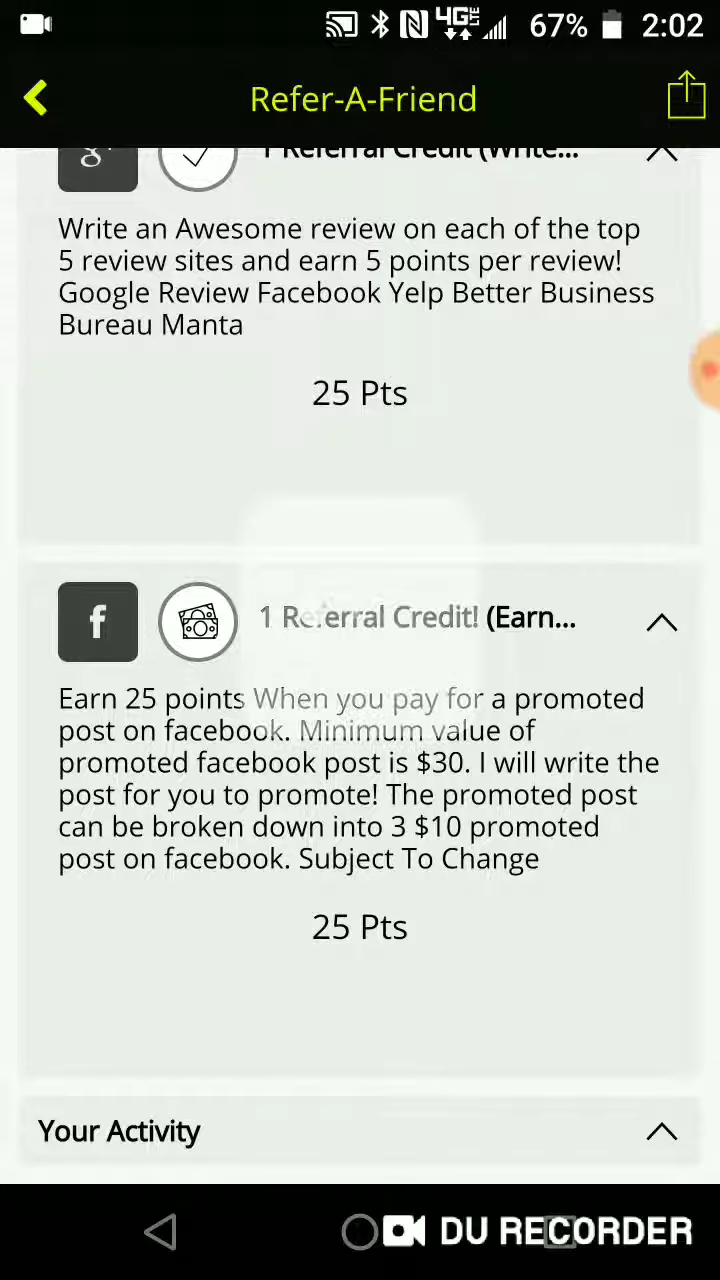 4G LTE 67% 2:02
Refer-A-Friend
g+ 1 Referral Credit (Write...
Write an Awesome review on each of the top
5 review sites and earn 5 points per review!
Google Review Facebook Yelp Better Business
Bureau Manta
25 Pts
f 1 Referral Credit! (Earn...
Earn 25 points When you pay for a promoted
post on facebook. Minimum value of
promoted facebook post is $30. I will write the
post for you to promote! The promoted post
can be broken down into 3 $10 promoted
post on facebook. Subject To Change
25 Pts
Your Activity
DU RECORDER